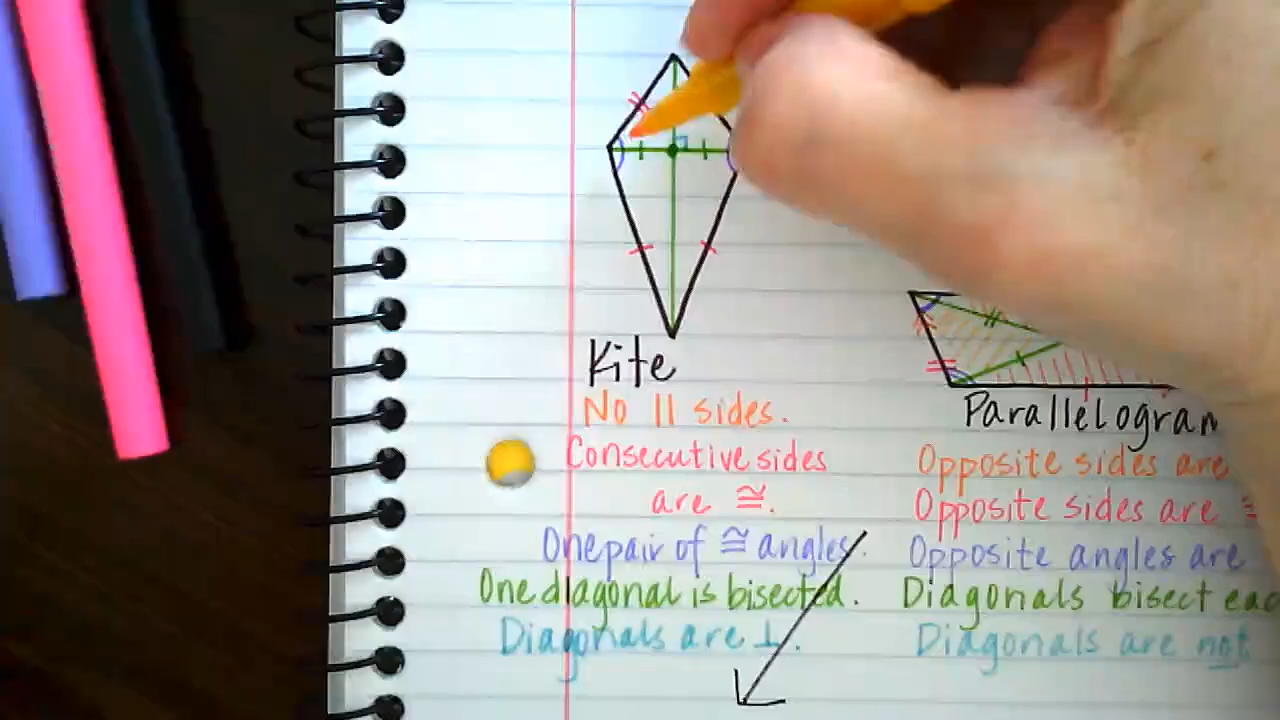 Kite
No || sides.
Consecutive sides
are ≅.
One pair of ≅ angles.
One diagonal is bisected.
Diagonals are ⊥.
Parallelogram
Opposite sides are
Opposite sides are ≅
Opposite angles are
Diagonals bisect eac
Diagonals are not